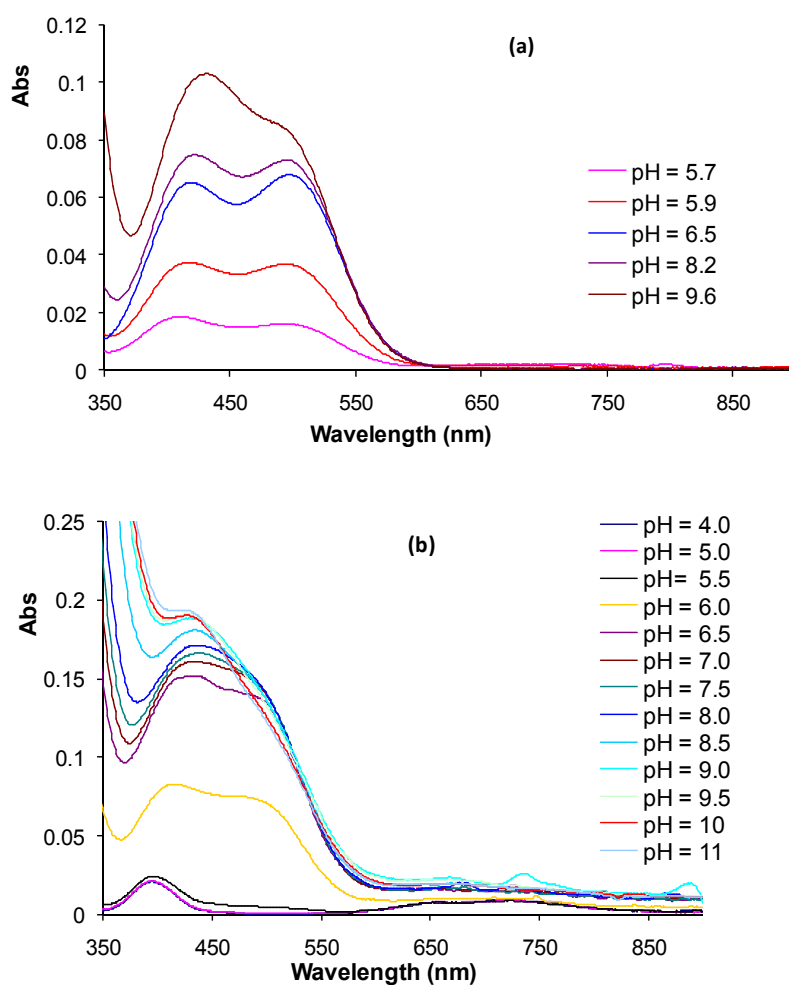 (a)
Abs
0.12
0.1
0.08
0.06
0.04
0.02
0
350
450
550
650
750
850
Wavelength (nm)
pH = 5.7
pH = 5.9
pH = 6.5
pH = 8.2
pH = 9.6
(b)
Abs
0.25
0.2
0.15
0.1
0.05
0
350
450
550
650
750
850
Wavelength (nm)
pH = 4.0
pH = 5.0
pH=  5.5
pH = 6.0
pH = 6.5
pH = 7.0
pH = 7.5
pH = 8.0
pH = 8.5
pH = 9.0
pH = 9.5
pH = 10
pH = 11